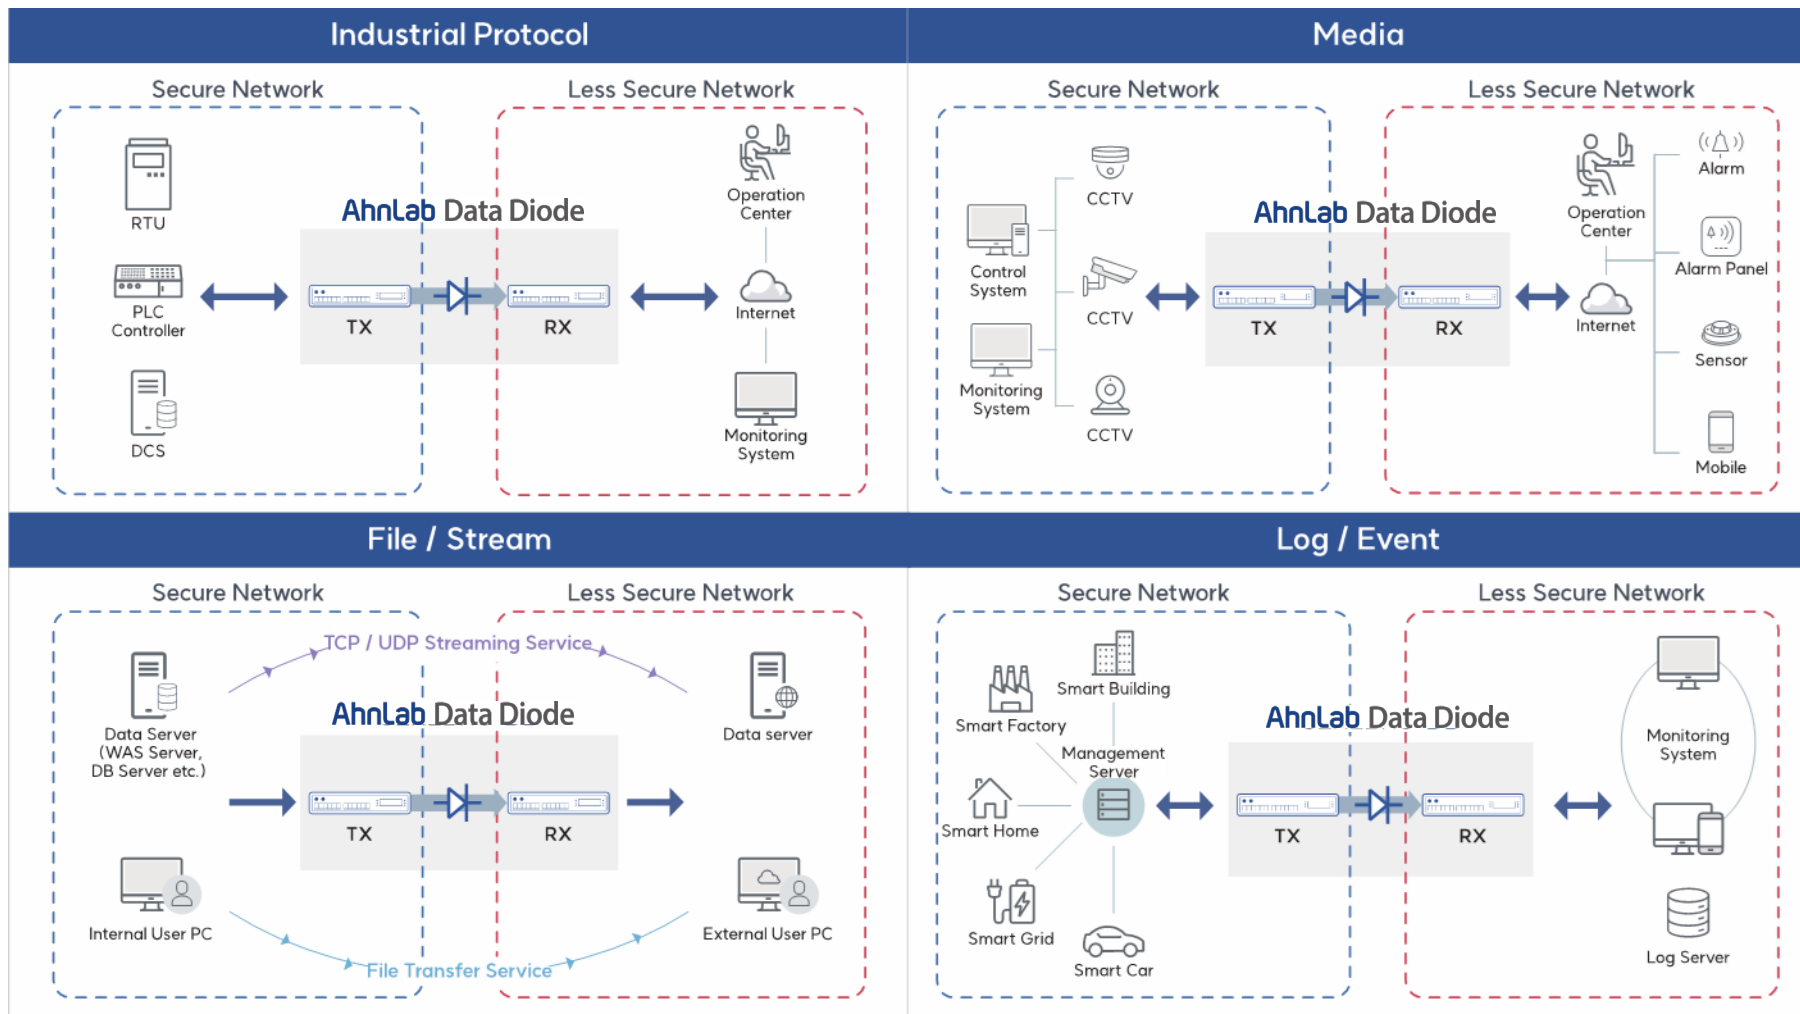 Industrial Protocol
Secure Network
Less Secure Network
RTU
PLC
Controller
DCS
AhnLab Data Diode
TX
RX
Operation
Center
Internet
Monitoring
System
Media
Secure Network
Less Secure Network
Control
System
Monitoring
System
CCTV
CCTV
CCTV
AhnLab Data Diode
TX
RX
Operation
Center
Internet
Alarm
Alarm Panel
Sensor
Mobile
File / Stream
Secure Network
Less Secure Network
TCP / UDP Streaming Service
Data Server
(WAS Server,
DB Server etc.)
AhnLab Data Diode
TX
RX
Data server
Internal User PC
External User PC
File Transfer Service
Log / Event
Secure Network
Less Secure Network
Smart Building
Smart Factory
Management
Server
Smart Home
Smart Grid
Smart Car
AhnLab Data Diode
TX
RX
Monitoring
System
Log Server